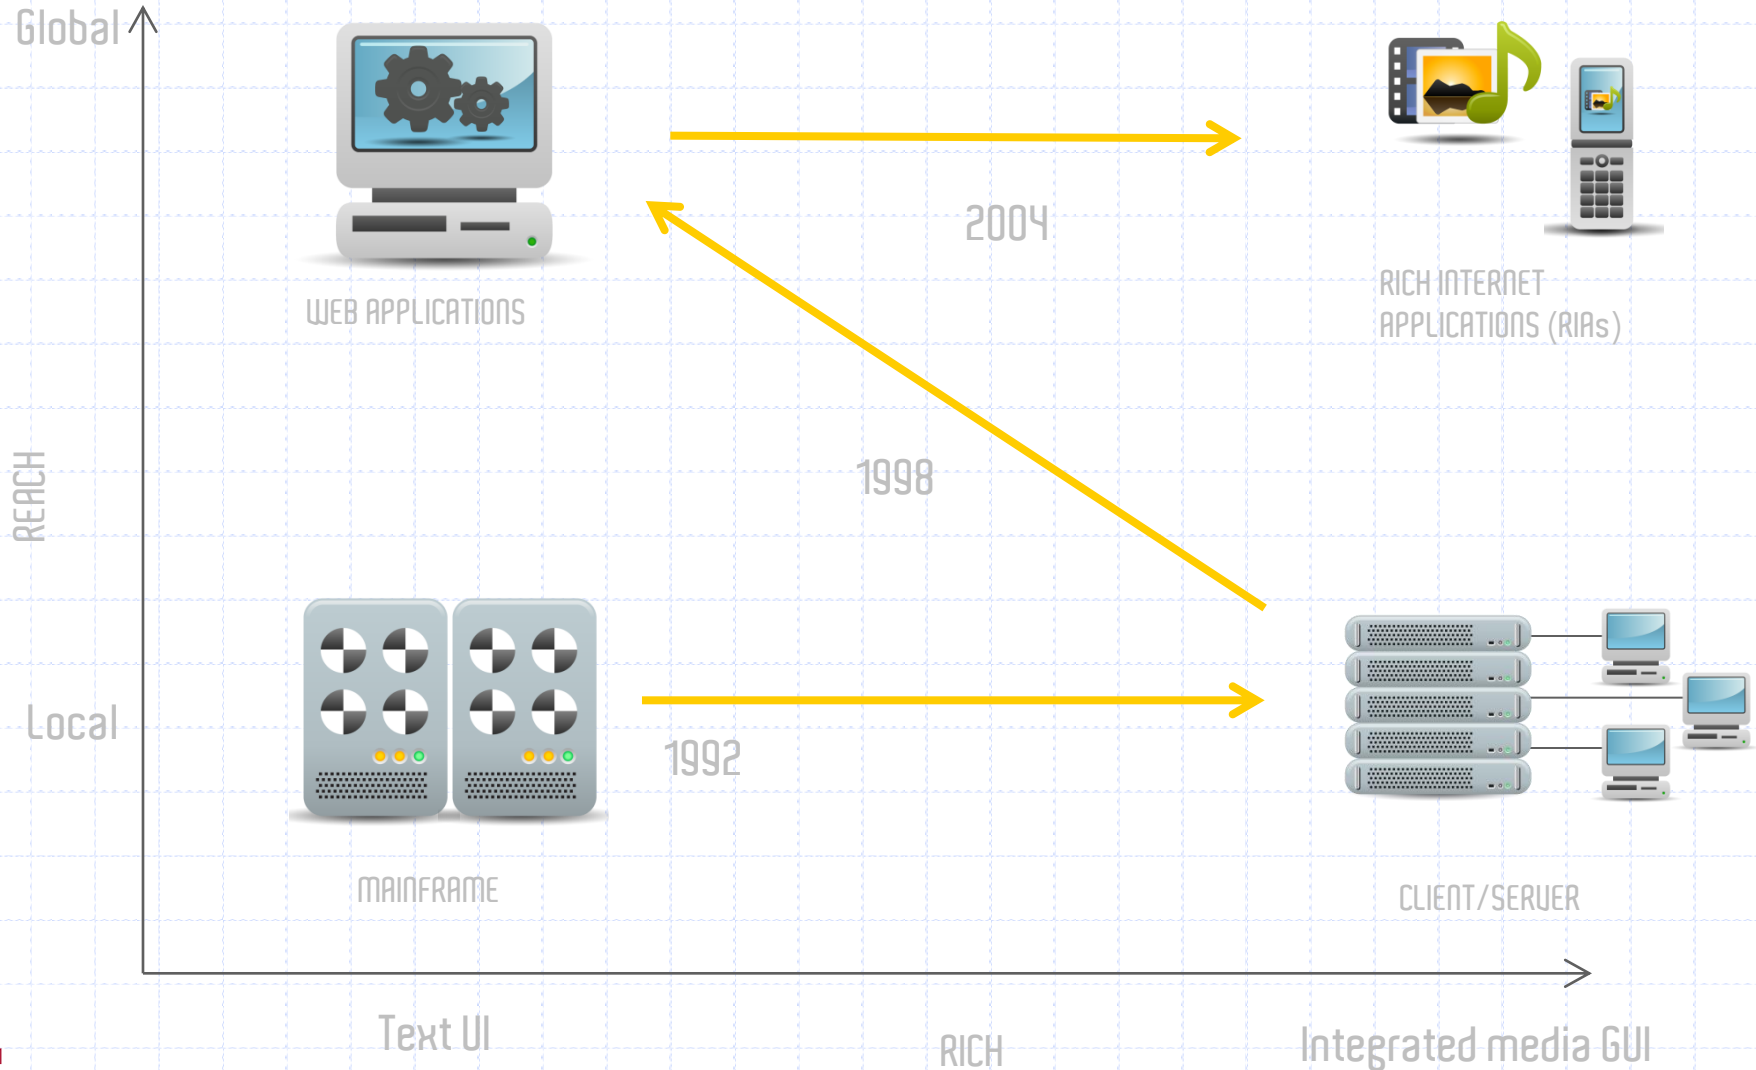 Global
2004
RICH INTERNET
APPLICATIONS (RIAs)
WEB APPLICATIONS
REACH
1998
Local
1992
MAINFRAME
CLIENT/SERVER
Text UI
RICH
Integrated media GUI